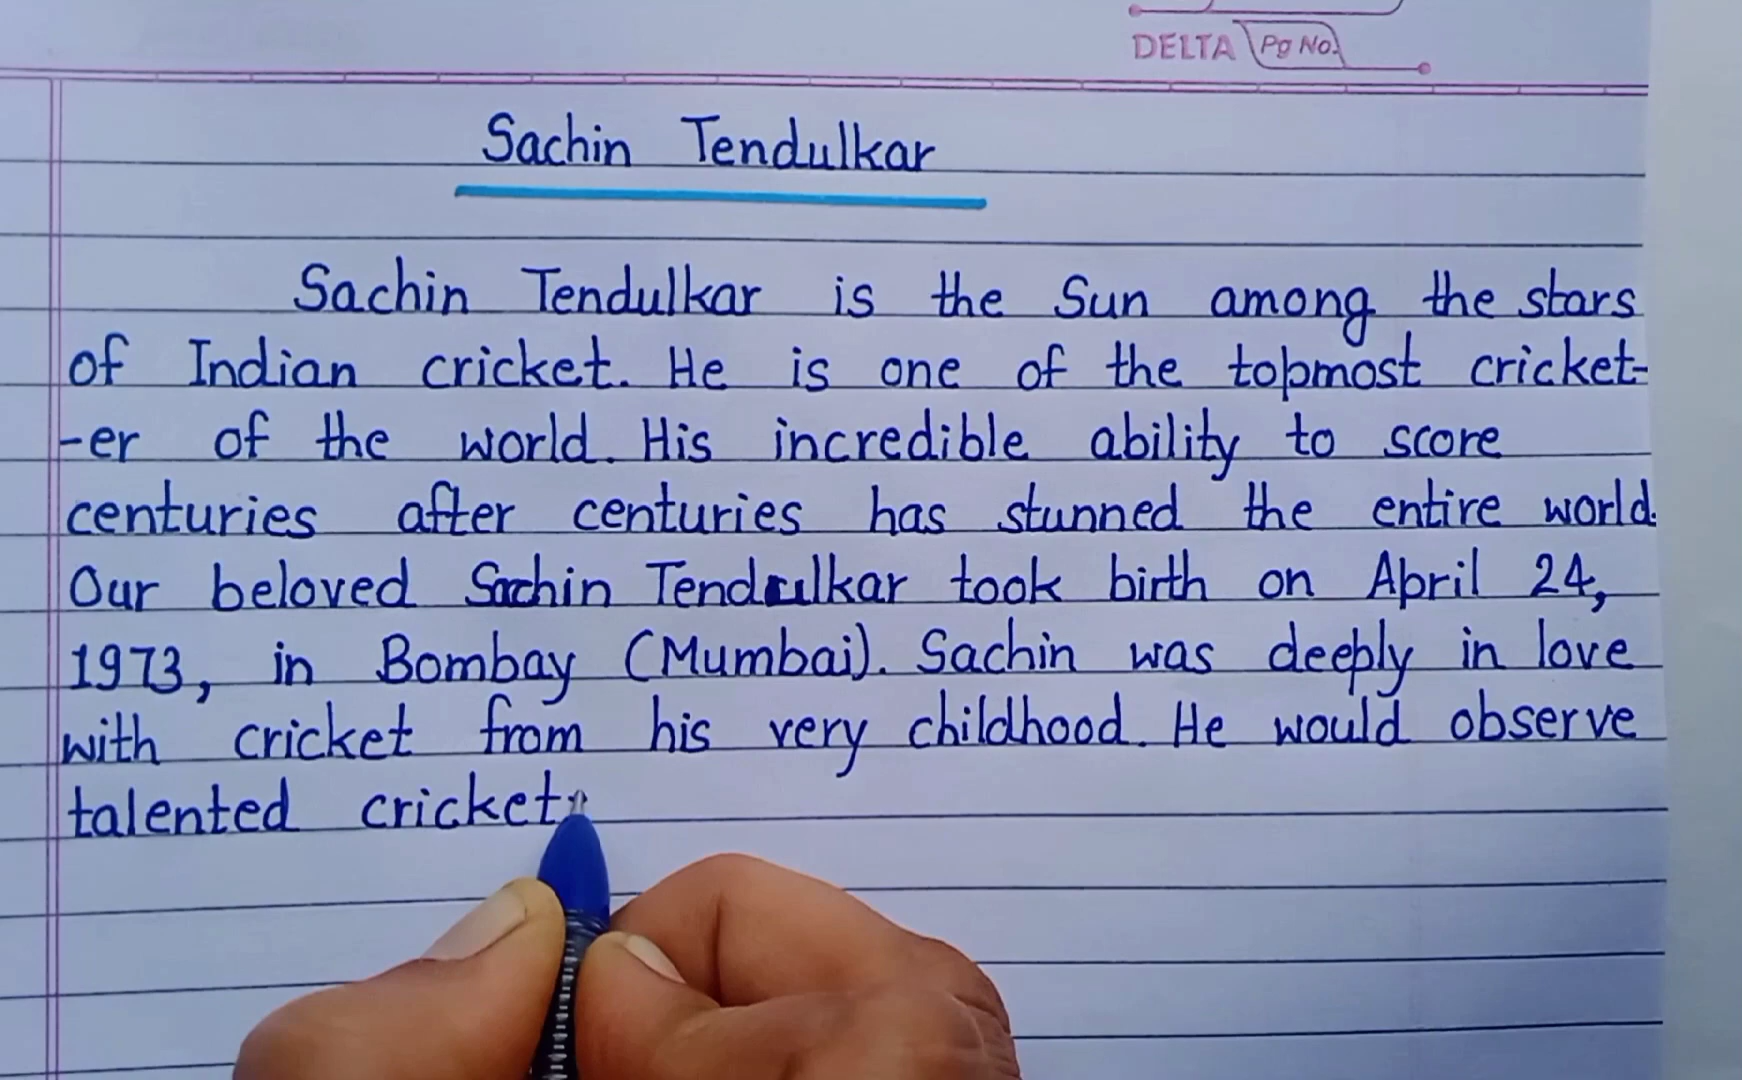 DELTA Pg No.
Sachin Tendulkar
Sachin Tendulkar is the Sun among the stars
of Indian cricket. He is one of the topmost cricket-
-er of the world. His incredible ability to score
centuries after centuries has stunned the entire world.
Our beloved Sachin Tendulkar took birth on April 24,
1973, in Bombay (Mumbai). Sachin was deeply in love
with cricket from his very childhood. He would observe
talented cricket